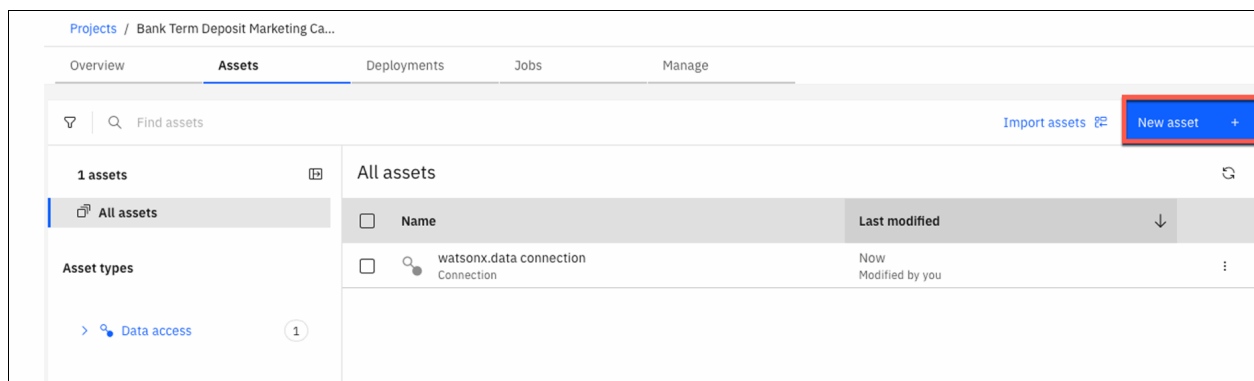 Projects / Bank Term Deposit Marketing Ca...
Overview Assets Deployments Jobs Manage
Find assets Import assets New asset +
1 assets
All assets
Asset types
Data access 1
All assets
Name Last modified
watsonx.data connection Now
Connection Modified by you